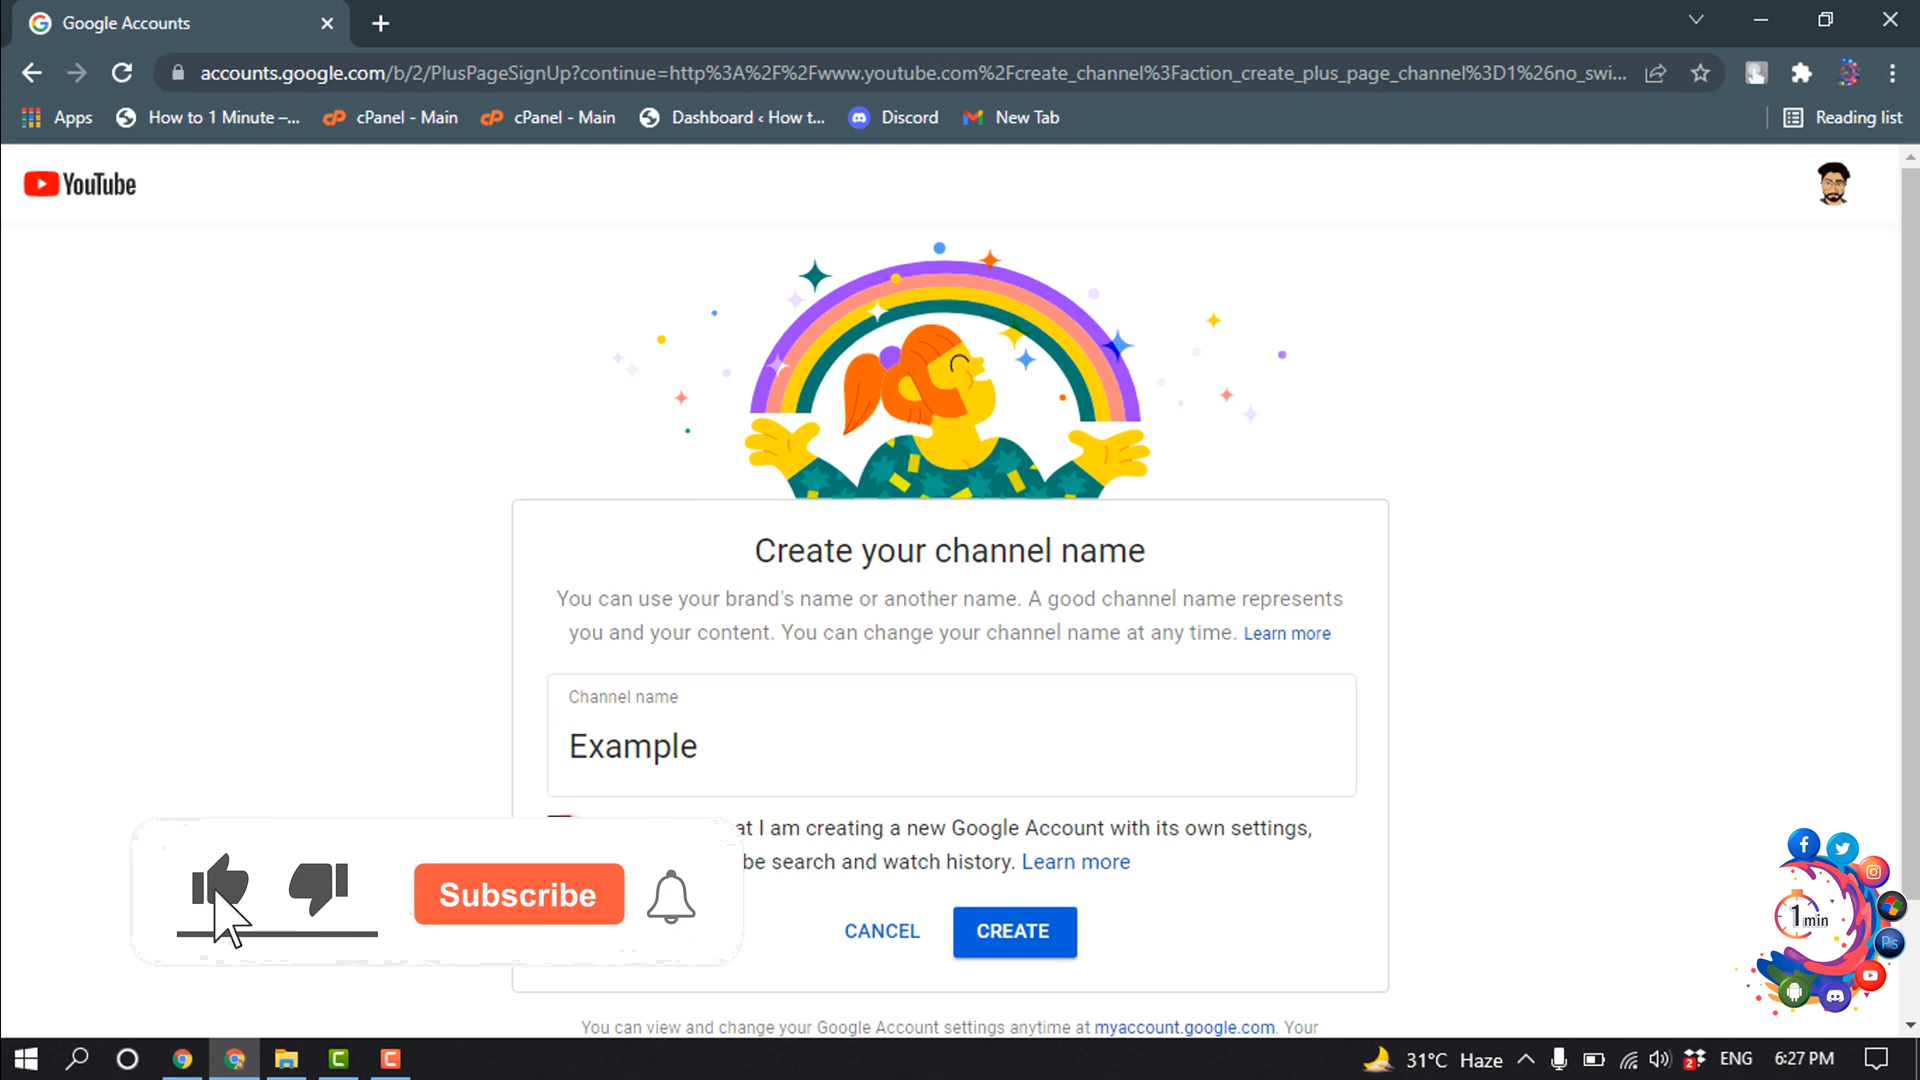 Google Accounts
accounts.google.com/b/2/PlusPageSignUp?continue=http%3A%2F%2Fwww.youtube.com%2Fcreate_channel%3Faction_create_plus_page_channel%3D1%26no_swi...
Apps How to 1 Minute –... cPanel - Main cPanel - Main Dashboard ‹ How t... Discord New Tab Reading list
YouTube
Create your channel name
You can use your brand's name or another name. A good channel name represents
you and your content. You can change your channel name at any time. Learn more
Channel name
Example
at I am creating a new Google Account with its own settings,
be search and watch history. Learn more
Subscribe
CANCEL CREATE
1 min
Ps
You can view and change your Google Account settings anytime at myaccount.google.com. Your
31°C Haze 2 ENG 6:27 PM